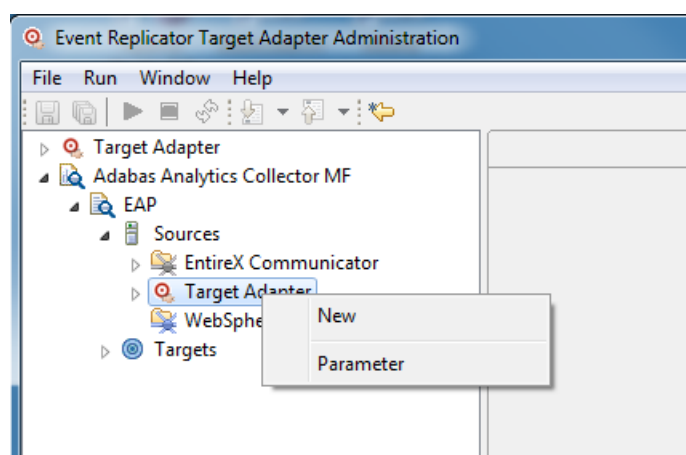 Event Replicator Target Adapter Administration
File Run Window Help
Target Adapter
Adabas Analytics Collector MF
EAP
Sources
EntireX Communicator
Target Adapter
New
WebSphe
Targets
Parameter